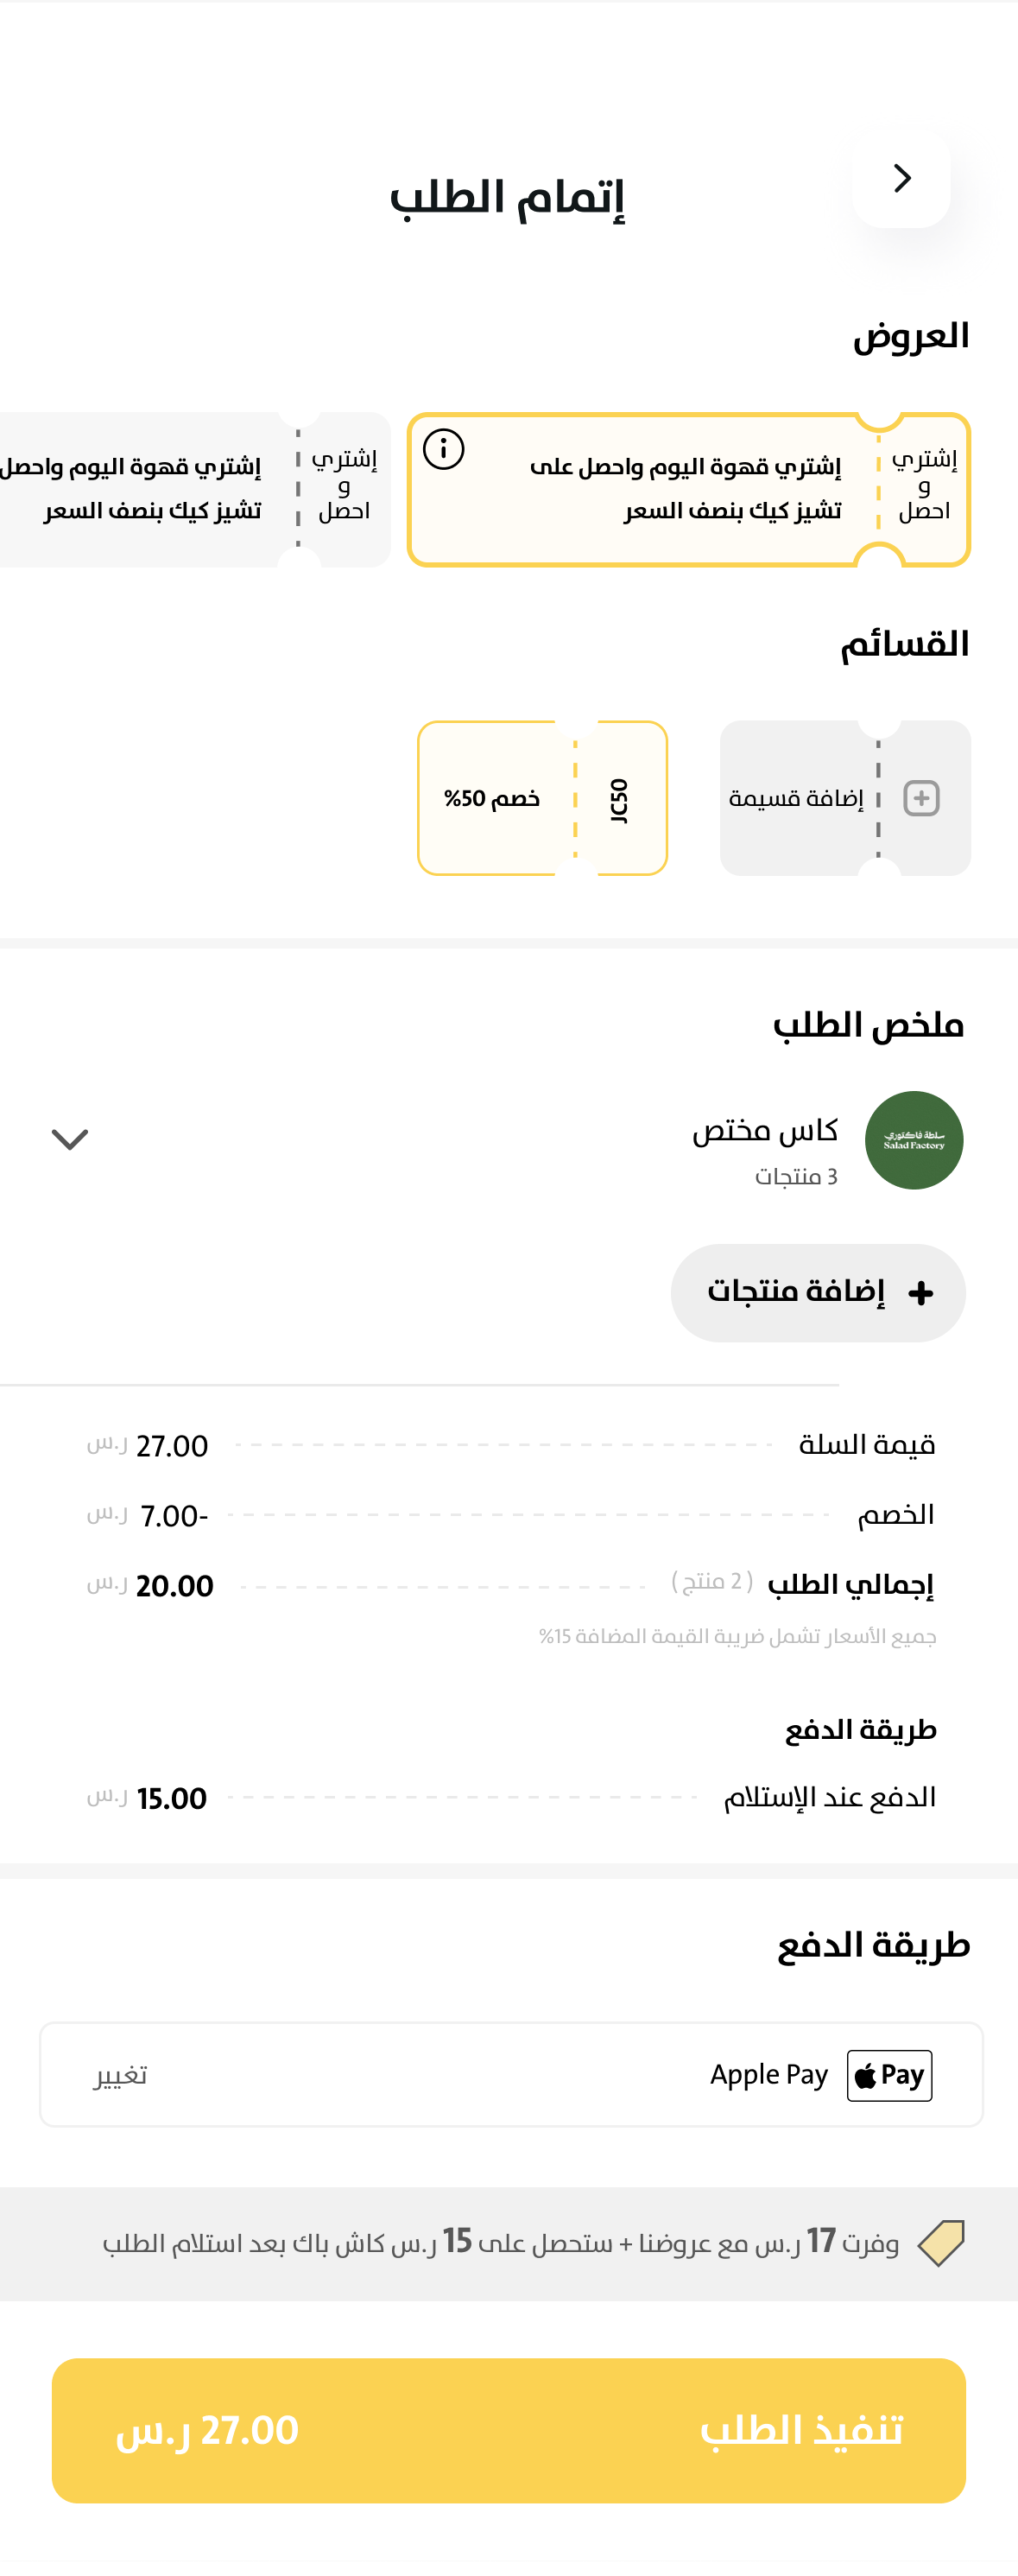 إتمام الطلب
العروض
إشتري
و
احصل
إشتري قهوة اليوم واحصل على
تشيز كيك بنصف السعر
إشتري
و
احصل
إشتري قهوة اليوم واحصل
تشيز كيك بنصف السعر
القسائم
إضافة قسيمة
JC50
خصم 50%
ملخص الطلب
سلطة فاكتوري
Salad Factory
كاس مختص
3 منتجات
إضافة منتجات
قيمة السلة 27.00 ر.س
الخصم -7.00 ر.س
إجمالي الطلب ( 2 منتج ) 20.00 ر.س
جميع الأسعار تشمل ضريبة القيمة المضافة 15%
طريقة الدفع
الدفع عند الإستلام 15.00 ر.س
طريقة الدفع
Pay Apple Pay تغيير
وفرت 17 ر.س مع عروضنا + ستحصل على 15 ر.س كاش باك بعد استلام الطلب
تنفيذ الطلب 27.00 ر.س